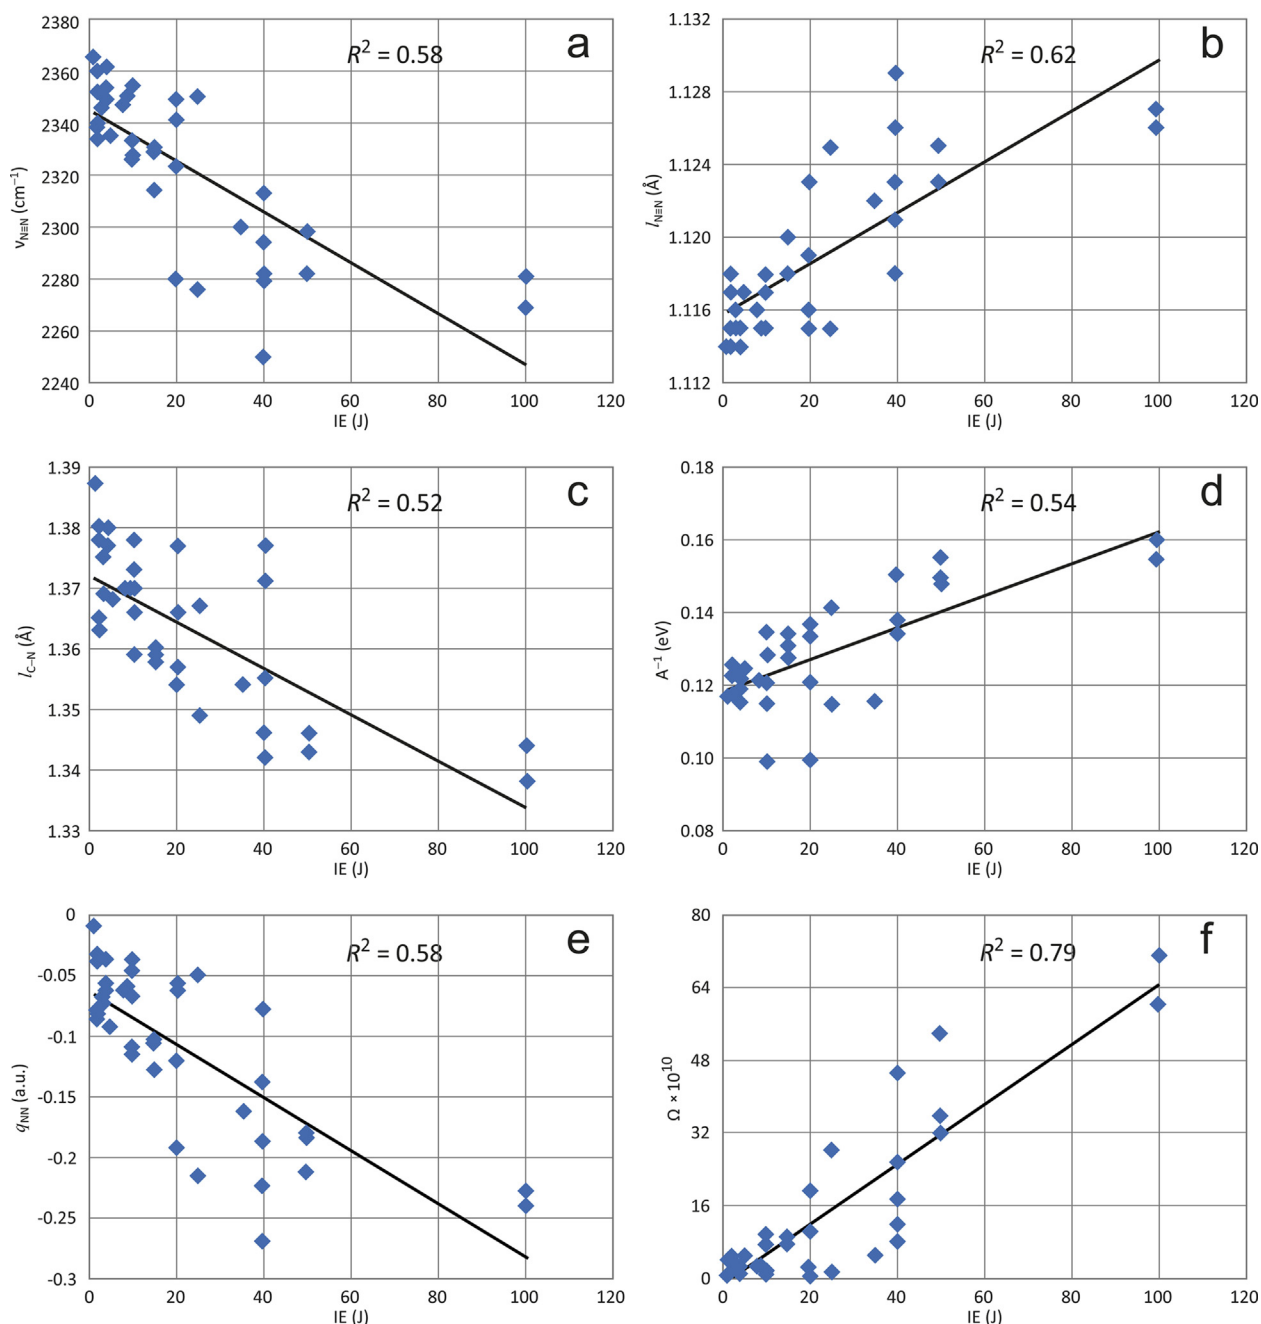 a
R² = 0.58
2380
2360
2340
2320
2300
2280
2260
2240
νN≡N (cm⁻¹)
0 20 40 60 80 100 120
IE (J)
b
R² = 0.62
1.132
1.128
1.124
1.120
1.116
1.112
lN≡N (Å)
0 20 40 60 80 100 120
IE (J)
c
R² = 0.52
1.39
1.38
1.37
1.36
1.35
1.34
1.33
lC–N (Å)
0 20 40 60 80 100 120
IE (J)
d
R² = 0.54
0.18
0.16
0.14
0.12
0.10
0.08
A⁻¹ (eV)
0 20 40 60 80 100 120
IE (J)
e
R² = 0.58
0
-0.05
-0.1
-0.15
-0.2
-0.25
-0.3
qNN (a.u.)
0 20 40 60 80 100 120
IE (J)
f
R² = 0.79
80
64
48
32
16
0
Ω ×10¹⁰
0 20 40 60 80 100 120
IE (J)